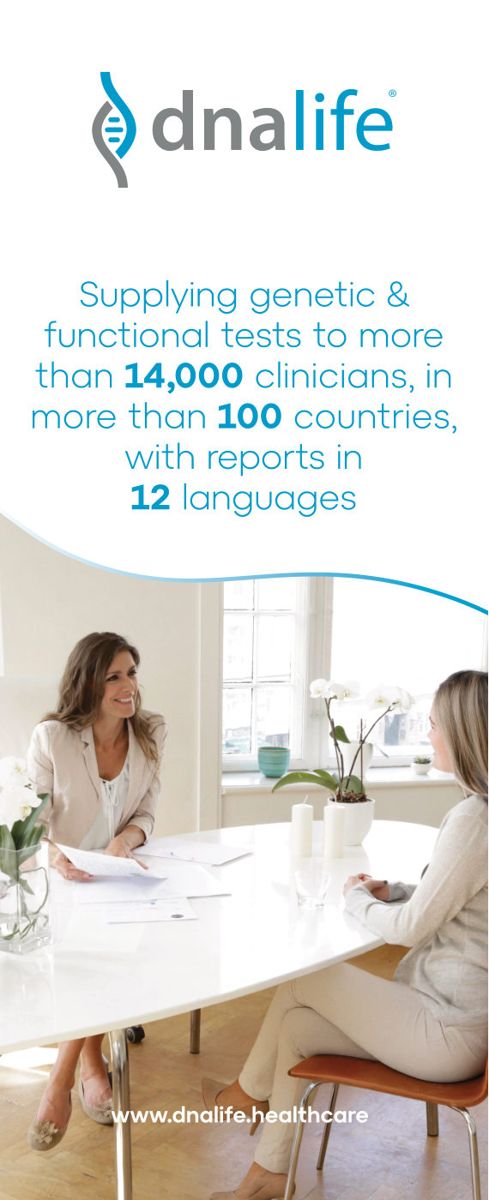 dnalife®
Supplying genetic &
functional tests to more
than 14,000 clinicians, in
more than 100 countries,
with reports in
12 languages
www.dnalife.healthcare